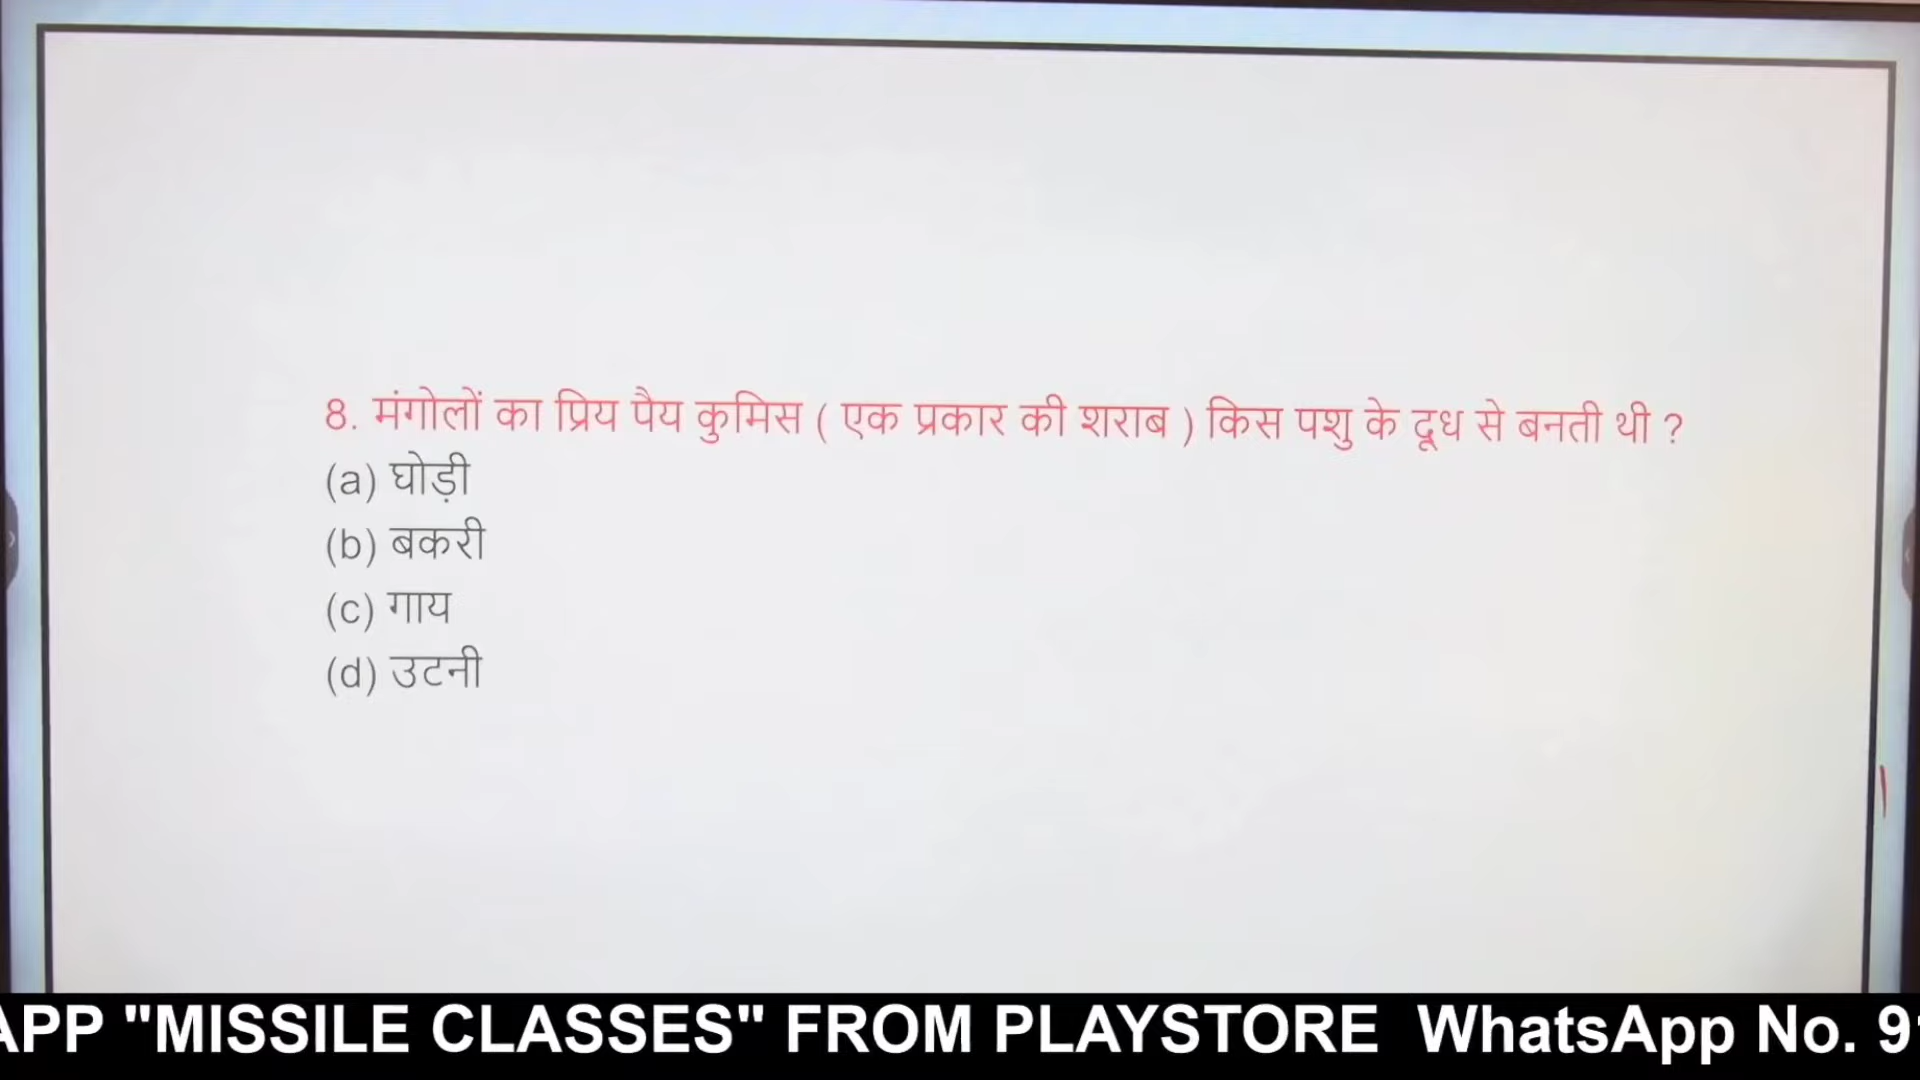 8. मंगोलों का प्रिय पैय कुमिस ( एक प्रकार की शराब ) किस पशु के दूध से बनती थी ?
(a) घोड़ी
(b) बकरी
(c) गाय
(d) उटनी
APP "MISSILE CLASSES" FROM PLAYSTORE WhatsApp No. 9